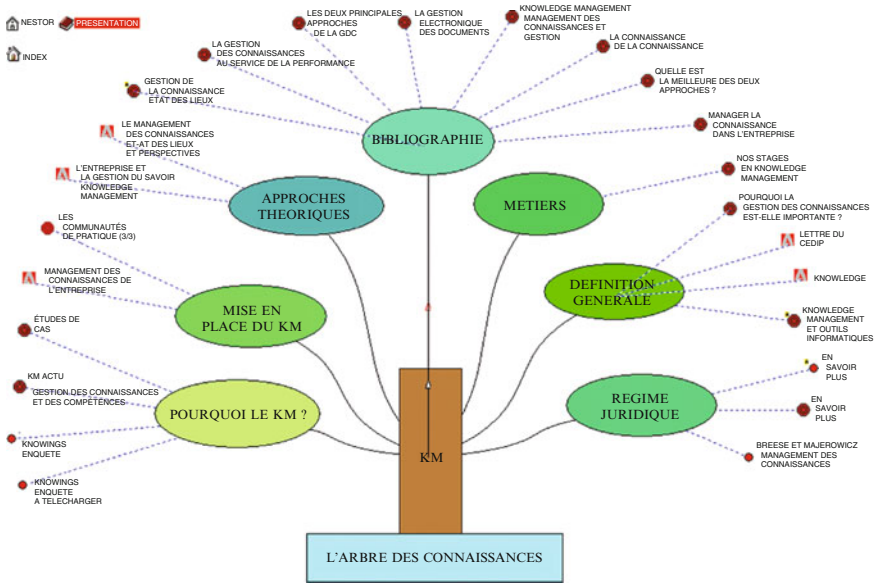 NESTOR
PRESENTATION
INDEX
LES DEUX PRINCIPALES
APPROCHES
DE LA GDC
LA GESTION
ELECTRONIQUE
DES DOCUMENTS
KNOWLEDGE MANAGEMENT
MANAGEMENT DES
CONNAISSANCES ET
GESTION
LA CONNAISSANCE
DE LA CONNAISSANCE
LA GESTION
DES CONNAISSANCES
AU SERVICE DE LA PERFORMANCE
QUELLE EST
LA MEILLEURE DES DEUX
APPROCHES ?
GESTION DE
LA CONNAISSANCE
ETAT DES LIEUX
MANAGER LA
CONNAISSANCE
DANS L'ENTREPRISE
BIBLIOGRAPHIE
LE MANAGEMENT
DES CONNAISSANCES
ET-AT DES LIEUX
ET PERSPECTIVES
L'ENTREPRISE ET
LA GESTION DU SAVOIR
KNOWLEDGE
MANAGEMENT
APPROCHES
THEORIQUES
METIERS
NOS STAGES
EN KNOWLEDGE
MANAGEMENT
POURQUOI LA
GESTION DES CONNAISSANCES
EST-ELLE IMPORTANTE ?
LES
COMMUNAUTÉS
DE PRATIQUE (3/3)
LETTRE DU
CEDIP
KNOWLEDGE
DEFINITION
GENERALE
MANAGEMENT DES
CONNAISSANCES DE
L'ENTREPRISE
MISE EN
PLACE DU KM
KNOWLEDGE
MANAGEMENT
ET OUTILS
INFORMATIQUES
ÉTUDES DE
CAS
KM ACTU
GESTION DES CONNAISSANCES
ET DES COMPÉTENCES
POURQUOI LE KM ?
REGIME
JURIDIQUE
EN
SAVOIR
PLUS
EN
SAVOIR
PLUS
BREESE ET MAJEROWICZ
MANAGEMENT DES
CONNAISSANCES
KNOWINGS
ENQUETE
KNOWINGS
ENQUETE
A TELECHARGER
KM
L'ARBRE DES CONNAISSANCES